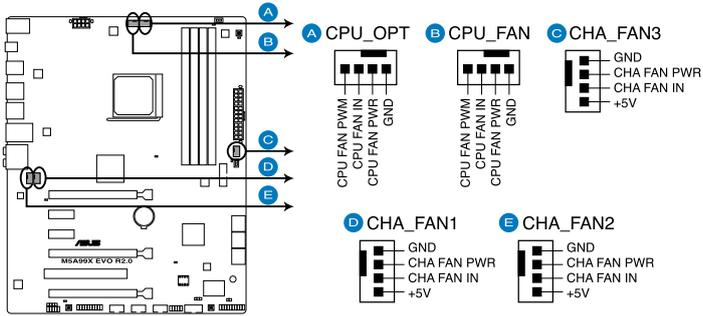 A
B
C
D
E
ASUS
M5A99X EVO R2.0
A CPU_OPT
CPU FAN PWM
CPU FAN IN
CPU FAN PWR
GND
B CPU_FAN
CPU FAN PWM
CPU FAN IN
CPU FAN PWR
GND
C CHA_FAN3
GND
CHA FAN PWR
CHA FAN IN
+5V
D CHA_FAN1
GND
CHA FAN PWR
CHA FAN IN
+5V
E CHA_FAN2
GND
CHA FAN PWR
CHA FAN IN
+5V